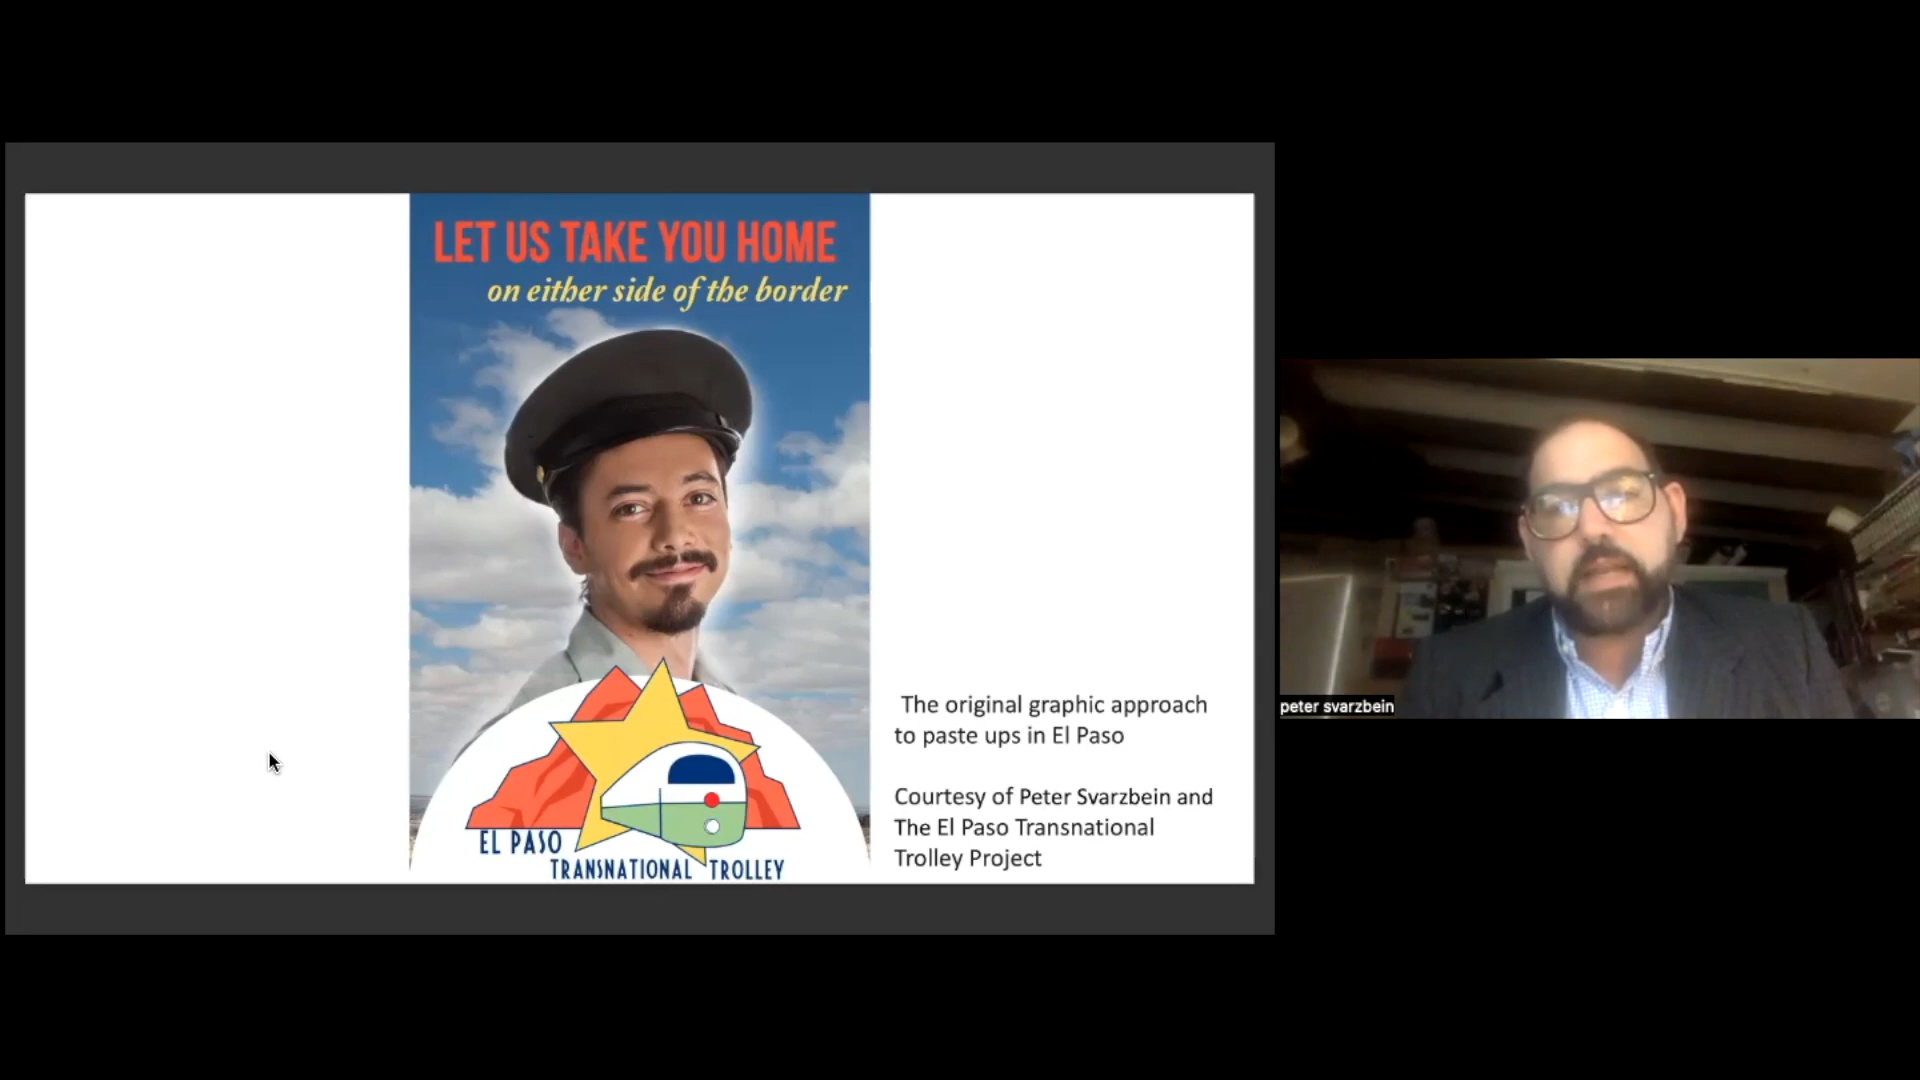 LET US TAKE YOU HOME
on either side of the border
EL PASO
TRANSNATIONAL TROLLEY
The original graphic approach
to paste ups in El Paso
Courtesy of Peter Svarzbein and
The El Paso Transnational
Trolley Project
peter svarzbein